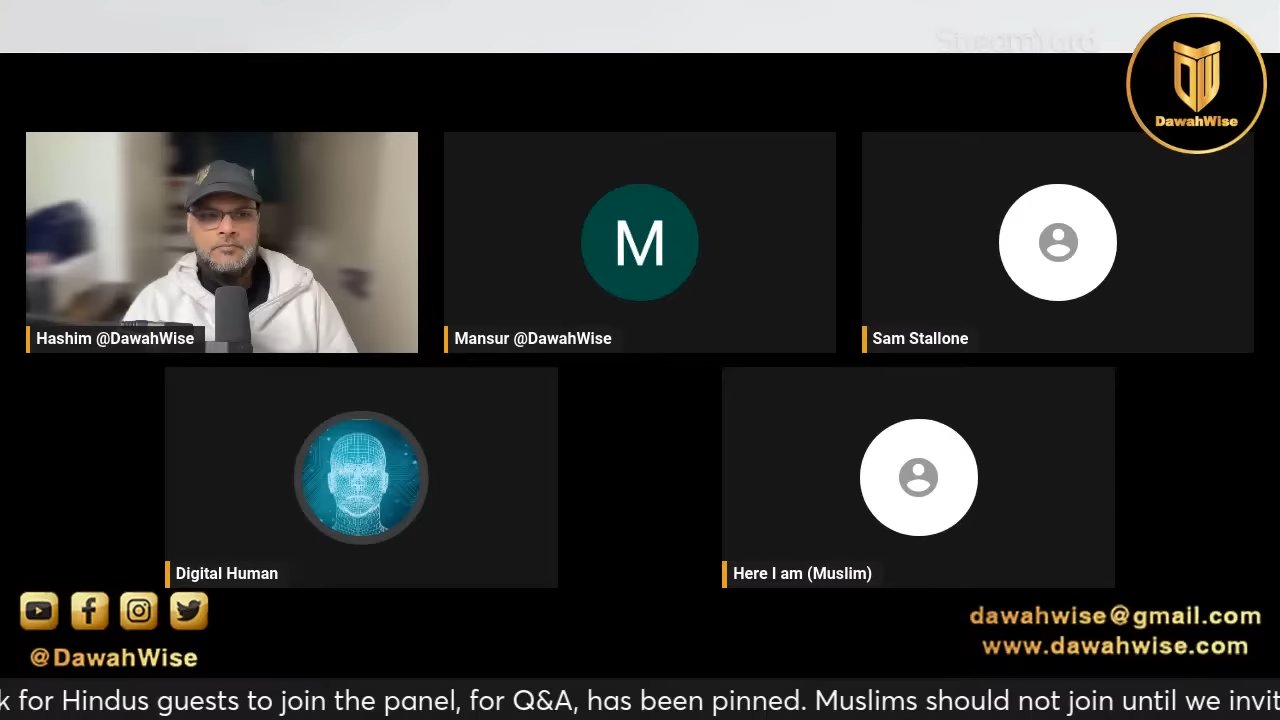 StreamYard
DawahWise
M
Hashim @DawahWise
Mansur @DawahWise
Sam Stallone
Digital Human
Here I am (Muslim)
@DawahWise
dawahwise@gmail.com
www.dawahwise.com
k for Hindus guests to join the panel, for Q&A, has been pinned. Muslims should not join until we invit